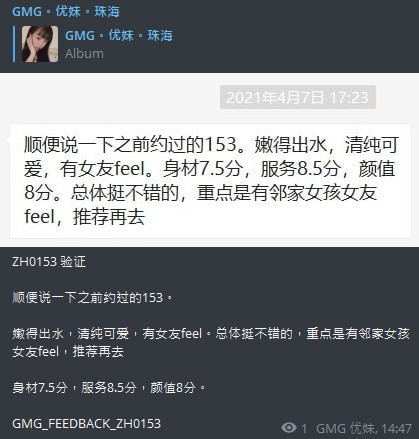 GMG。优妹。珠海
GMG。优妹。珠海
Album
2021年4月7日 17:23
顺便说一下之前约过的153。嫩得出水，清纯可
爱，有女友feel。身材7.5分，服务8.5分，颜值
8分。总体挺不错的，重点是有邻家女孩女友
feel，推荐再去
ZH0153 验证
顺便说一下之前约过的153。
嫩得出水，清纯可爱，有女友feel。总体挺不错的，重点是有邻家女孩
女友feel，推荐再去
身材7.5分，服务8.5分，颜值8分。
GMG_FEEDBACK_ZH0153
1 GMG 优妹, 14:47